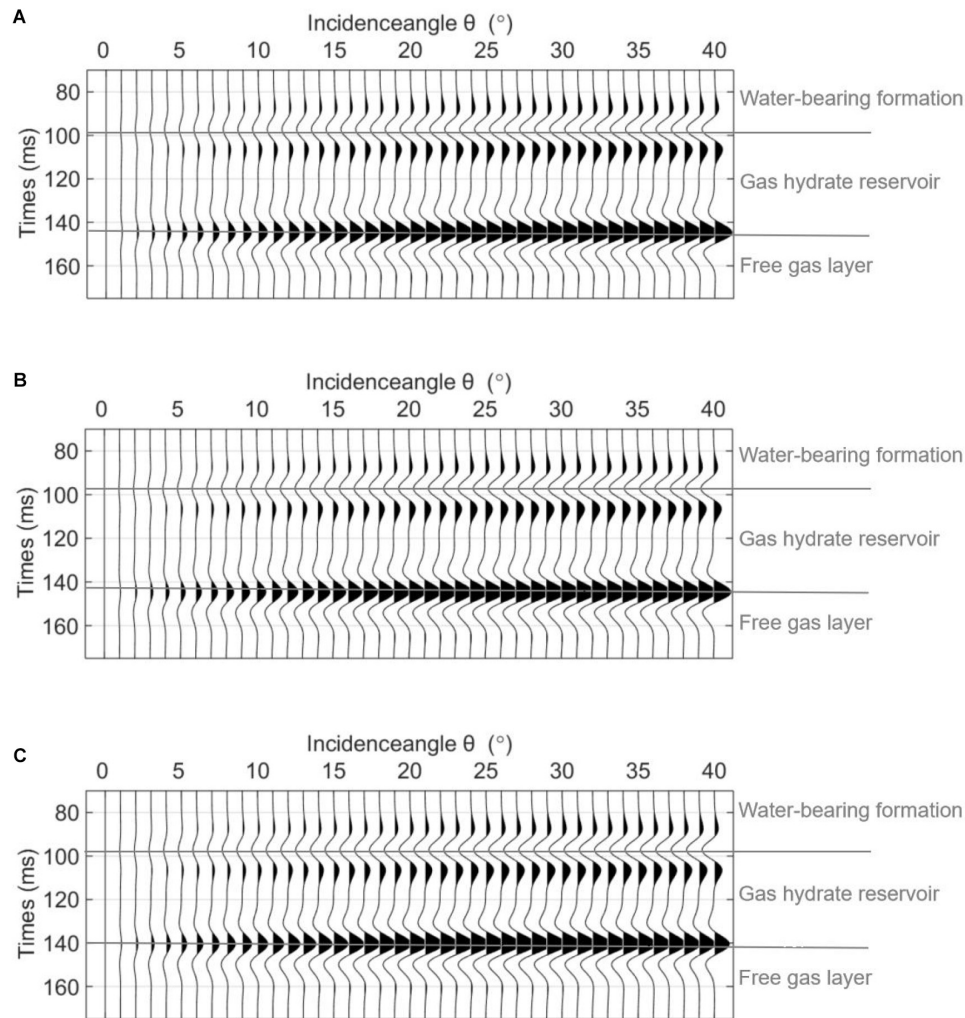 A
Incidenceangle θ (°)
0 5 10 15 20 25 30 35 40
Times (ms)
80
Water-bearing formation
100
120
Gas hydrate reservoir
140
160
Free gas layer
B
Incidenceangle θ (°)
0 5 10 15 20 25 30 35 40
Times (ms)
80
Water-bearing formation
100
120
Gas hydrate reservoir
140
160
Free gas layer
C
Incidenceangle θ (°)
0 5 10 15 20 25 30 35 40
Times (ms)
80
Water-bearing formation
100
120
Gas hydrate reservoir
140
160
Free gas layer